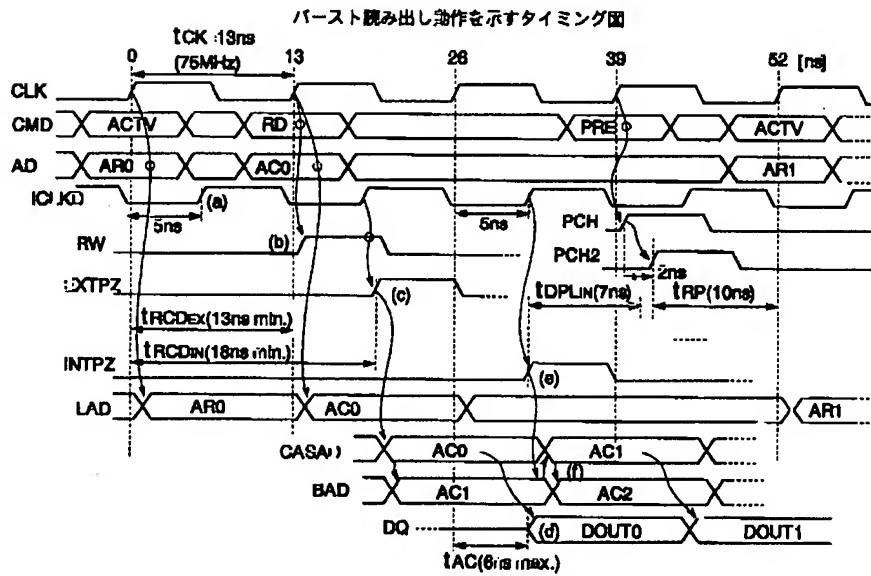 バースト読み出し動作を示すタイミング図
tCK :13ns
(75MHz)
0 13 26 39 52 [ns]
CLK
CMD ACTV RD PRE ACTV
AD AR0 AC0 AR1
ICLKD (a)
5ns 5ns
PCH
RW (b)
PCH2
2ns
EXTPZ (c)
tDPLIN(7ns) tRP(10ns)
tRCDEX(13ns min.)
tRCDIN(18ns min.)
INTPZ (e)
LAD AR0 AC0 AR1
CASAD AC0 AC1
(f)
BAD AC1 AC2
DQ (d) DOUT0 DOUT1
tAC(6ns max.)